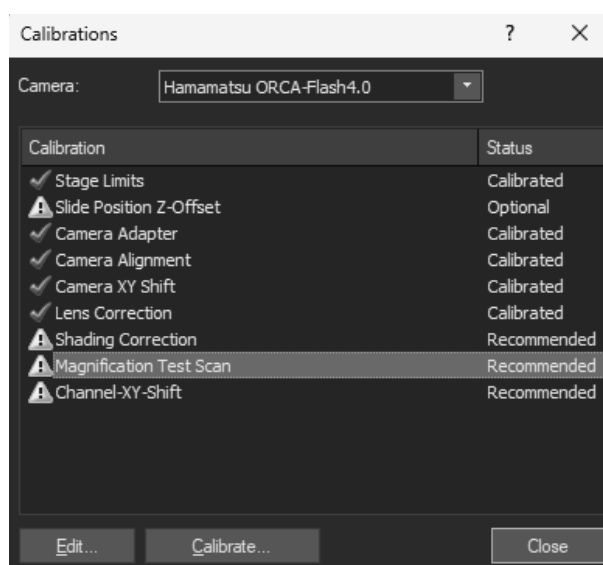 Calibrations ?
Camera: Hamamatsu ORCA-Flash4.0
Calibration Status
Stage Limits Calibrated
Slide Position Z-Offset Optional
Camera Adapter Calibrated
Camera Alignment Calibrated
Camera XY Shift Calibrated
Lens Correction Calibrated
Shading Correction Recommended
Magnification Test Scan Recommended
Channel-XY-Shift Recommended
Edit... Calibrate... Close